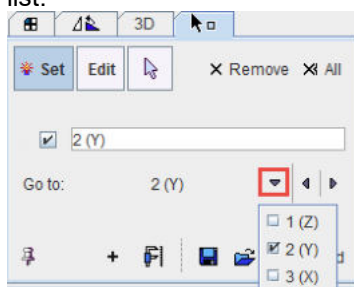 list:
3D
Set Edit Remove All
2 (Y)
Go to: 2 (Y)
1 (Z)
2 (Y)
3 (X)